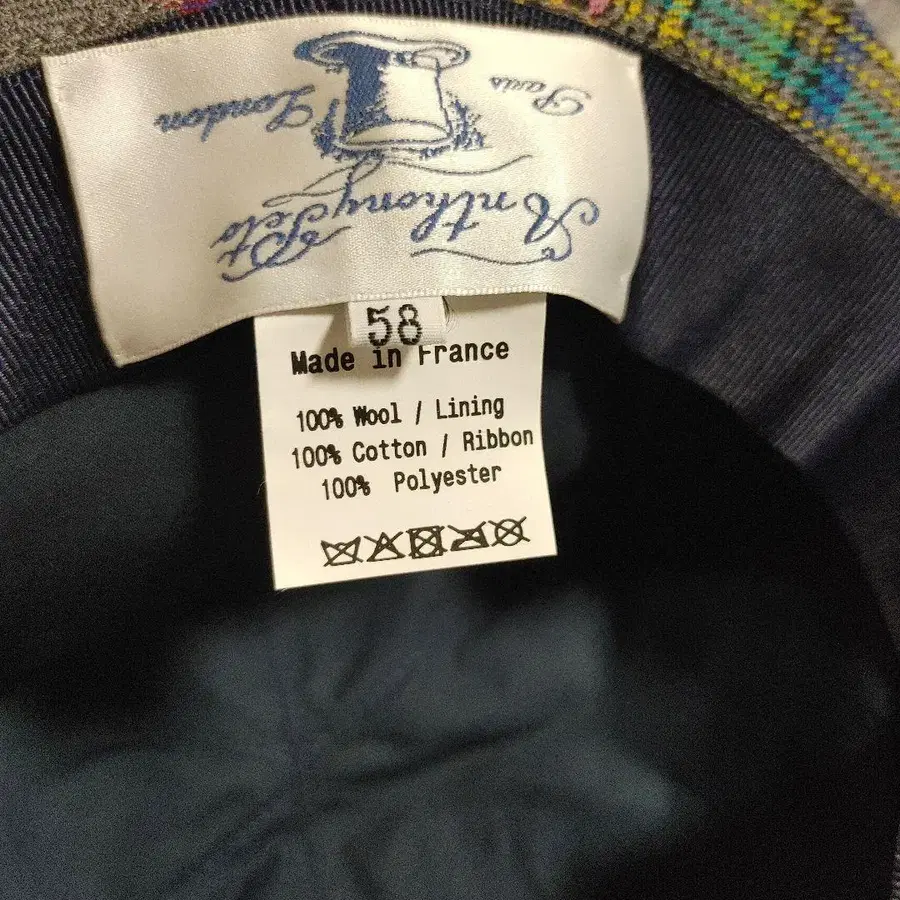 Anthony Peto
London
Paris
58
Made in France
100% Wool / Lining
100% Cotton / Ribbon
100% Polyester